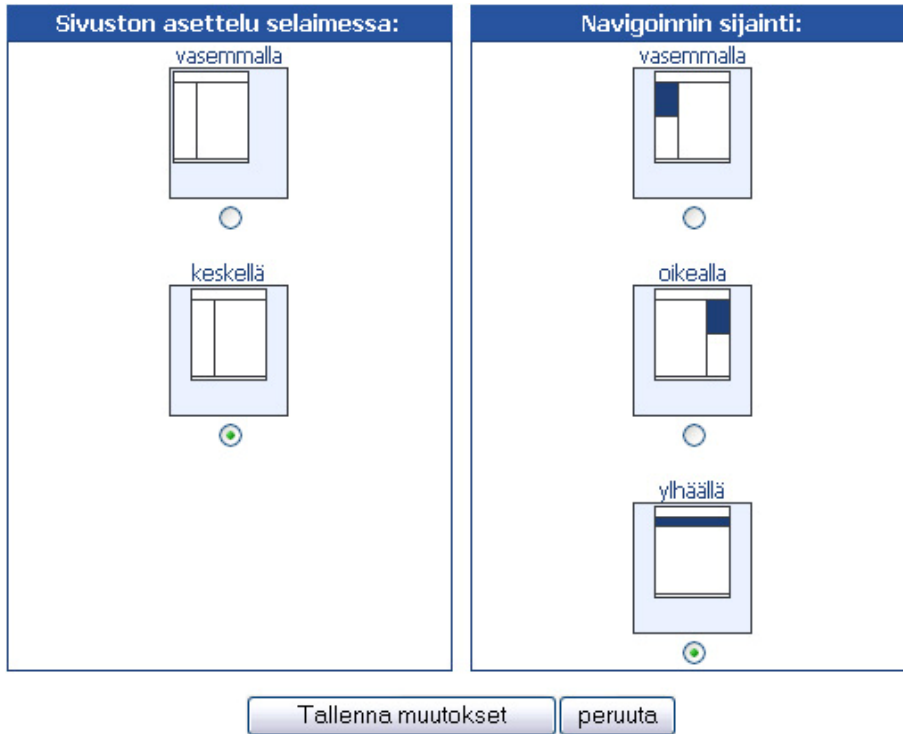 Sivuston asettelu selaimessa:
vasemmalla
keskellä
Navigoinnin sijainti:
vasemmalla
oikealla
ylhäällä
Tallenna muutokset
peruuta